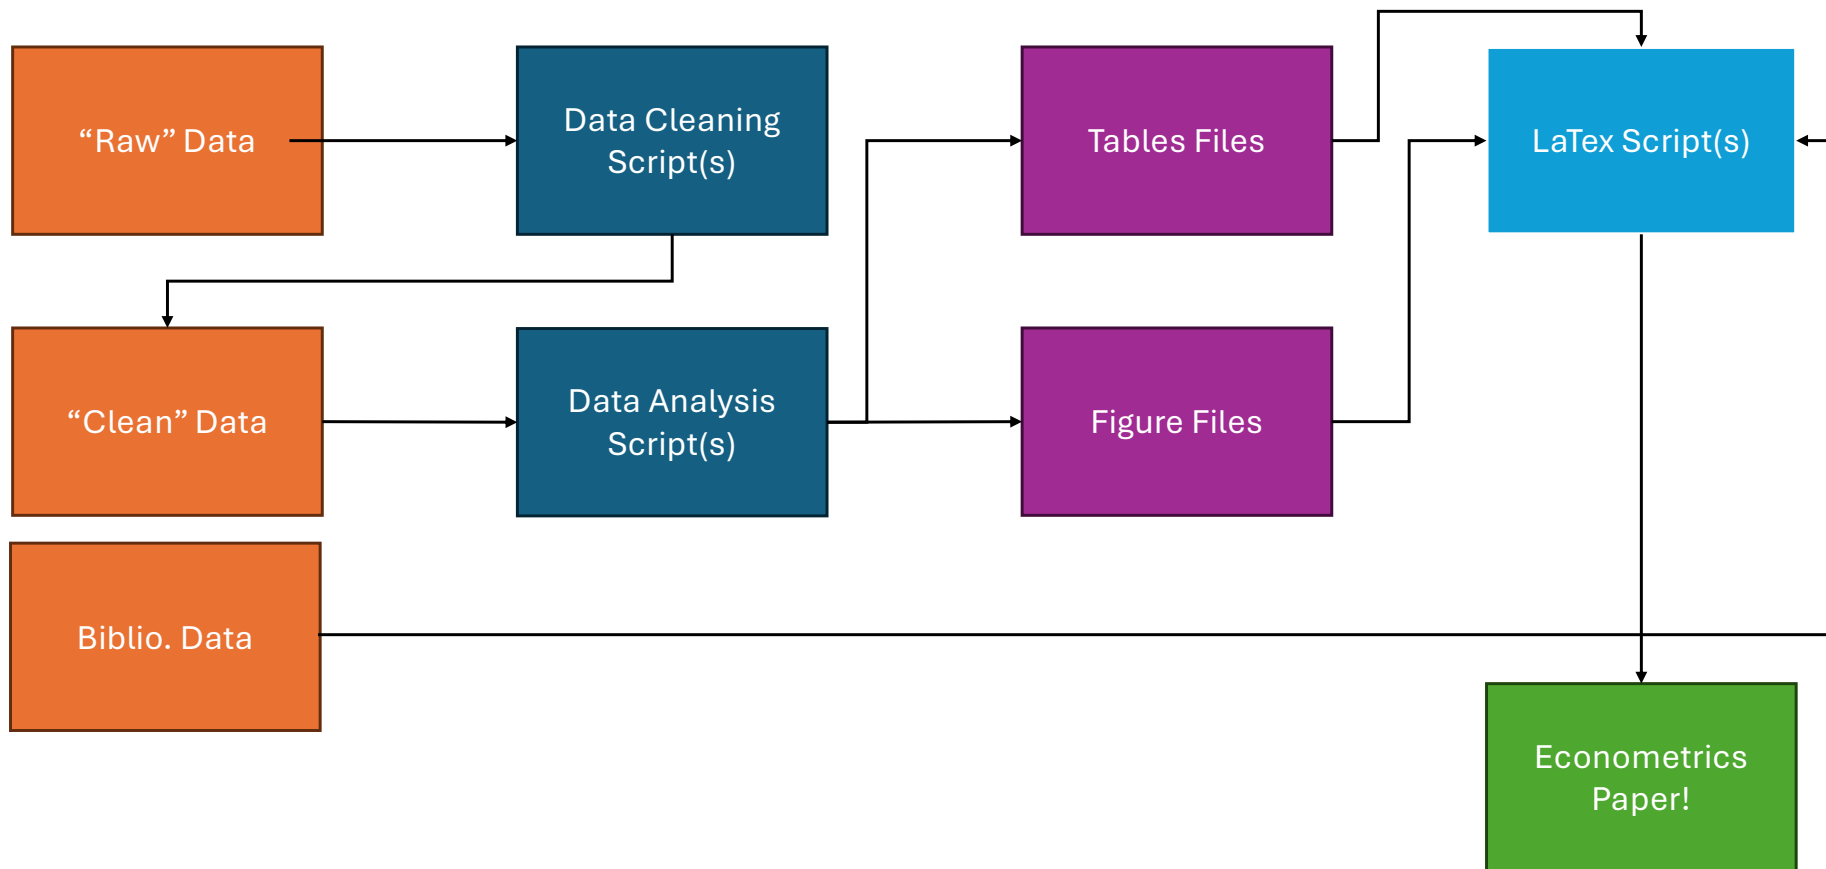 “Raw” Data
Data Cleaning
Script(s)
Tables Files
LaTex Script(s)
“Clean” Data
Data Analysis
Script(s)
Figure Files
Biblio. Data
Econometrics
Paper!